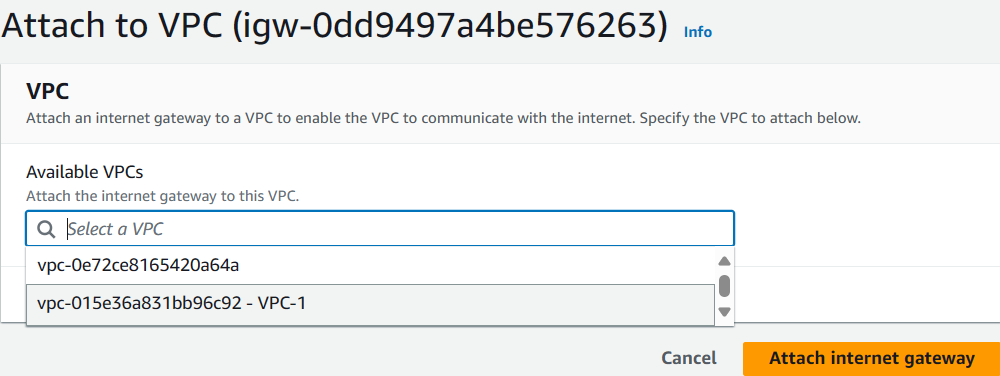 Attach to VPC (igw-0dd9497a4be576263) Info
VPC
Attach an internet gateway to a VPC to enable the VPC to communicate with the internet. Specify the VPC to attach below.
Available VPCs
Attach the internet gateway to this VPC.
Select a VPC
vpc-0e72ce8165420a64a
vpc-015e36a831bb96c92 - VPC-1
Cancel Attach internet gateway